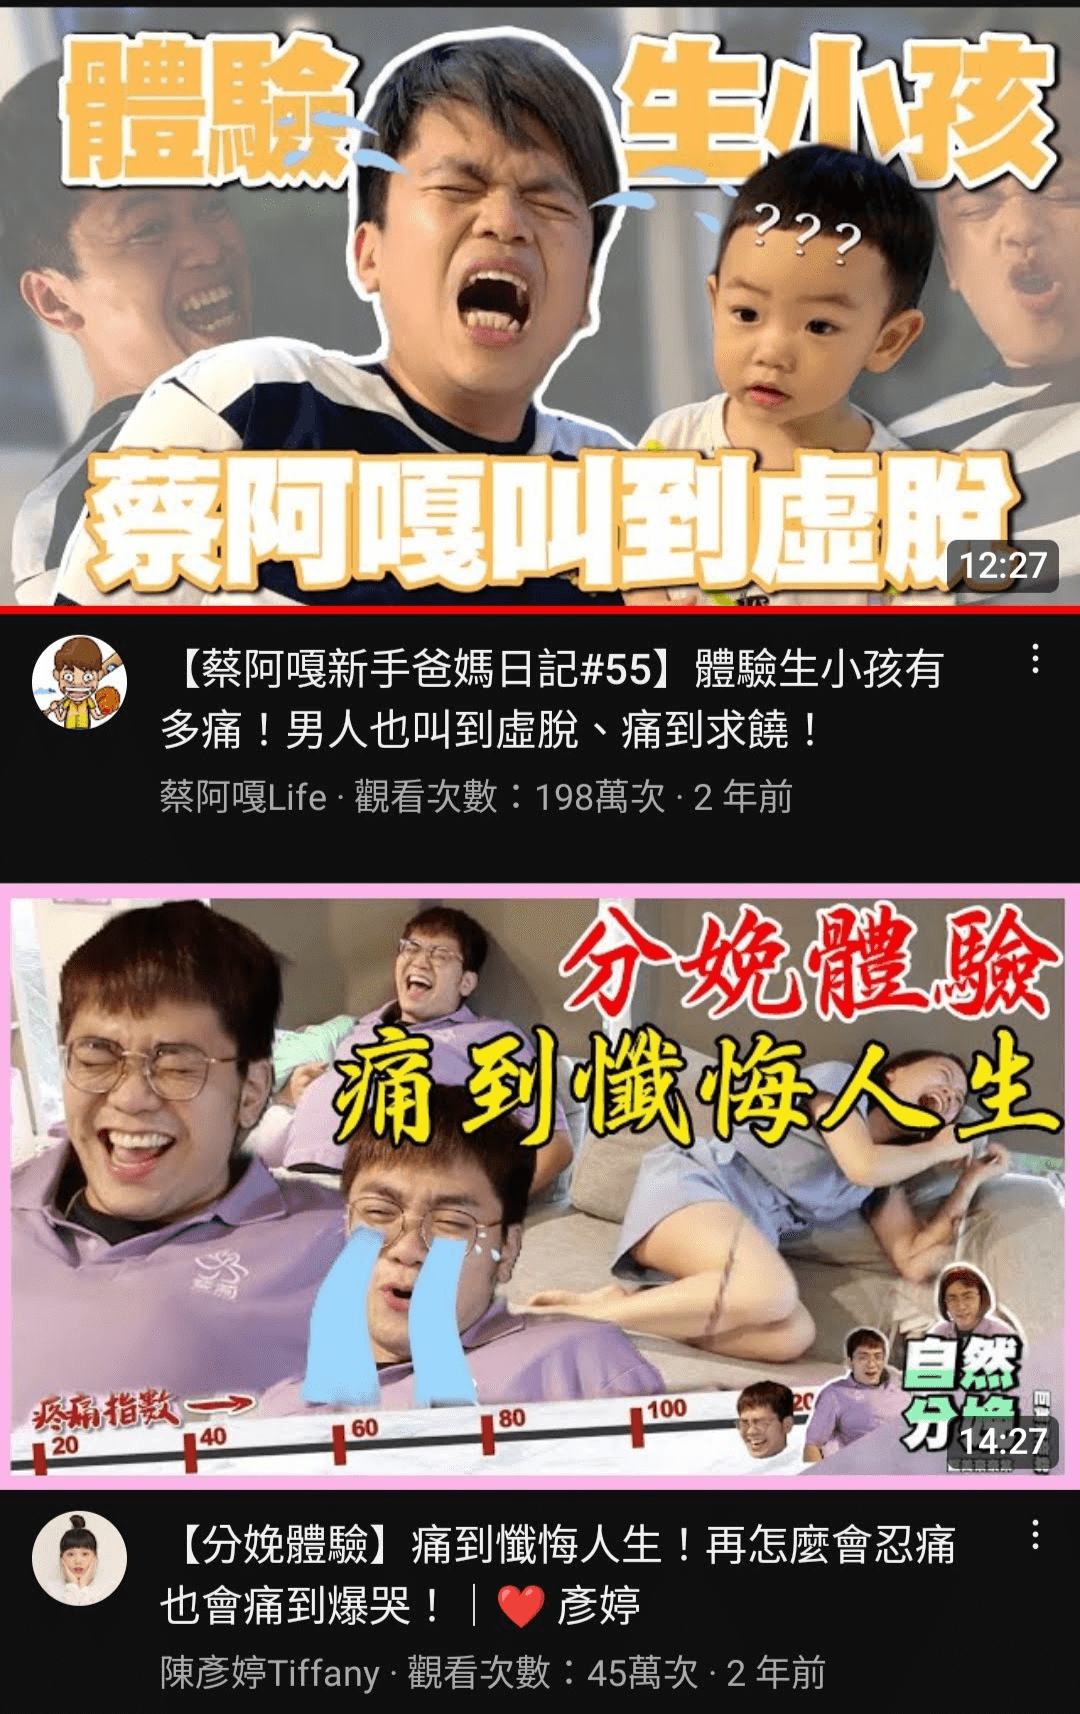 體驗 生小孩
???
蔡阿嘎叫到虛脫
12:27
【蔡阿嘎新手爸媽日記#55】體驗生小孩有
多痛！男人也叫到虛脫、痛到求饒！
蔡阿嘎Life · 觀看次數：198萬次 · 2 年前
分娩體驗
痛到懺悔人生
自然
疼痛指數
20
40
60
80
100
14:27
【分娩體驗】痛到懺悔人生！再怎麼會忍痛
也會痛到爆哭！｜❤️ 彥婷
陳彥婷Tiffany · 觀看次數：45萬次 · 2 年前